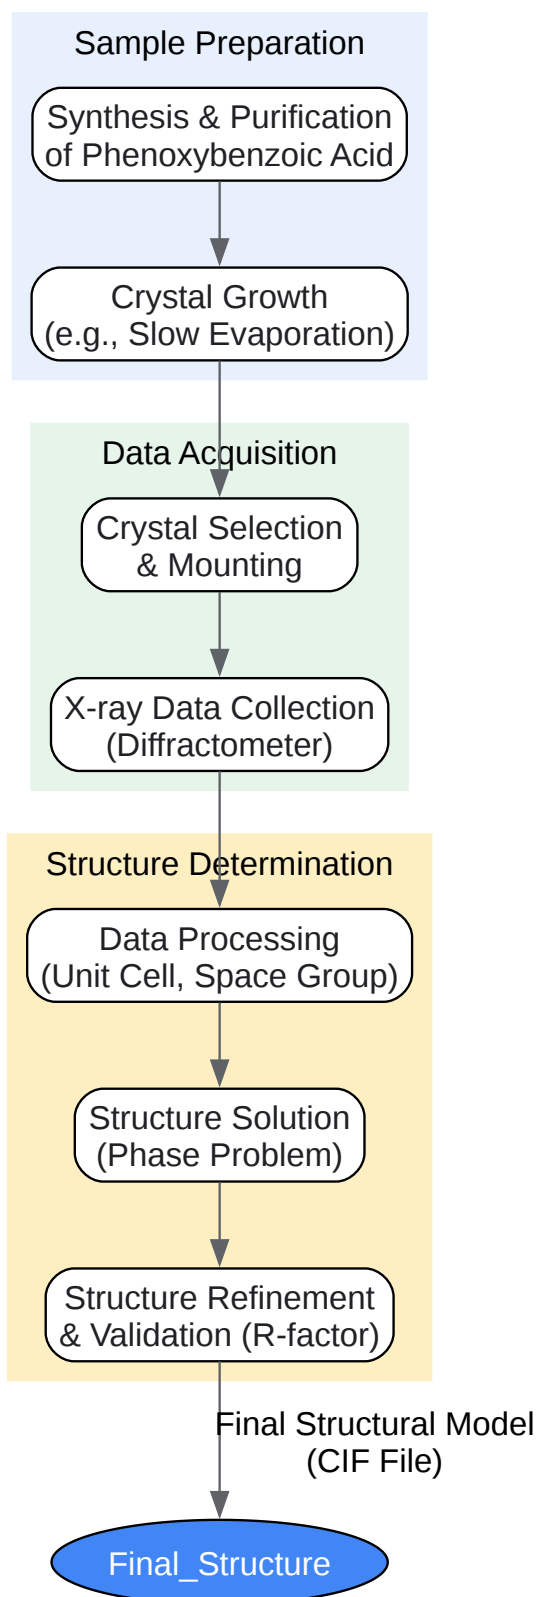 Sample Preparation
Synthesis & Purification
of Phenoxybenzoic Acid
Crystal Growth
(e.g., Slow Evaporation)
Data Acquisition
Crystal Selection
& Mounting
X-ray Data Collection
(Diffractometer)
Structure Determination
Data Processing
(Unit Cell, Space Group)
Structure Solution
(Phase Problem)
Structure Refinement
& Validation (R-factor)
Final Structural Model
(CIF File)
Final_Structure